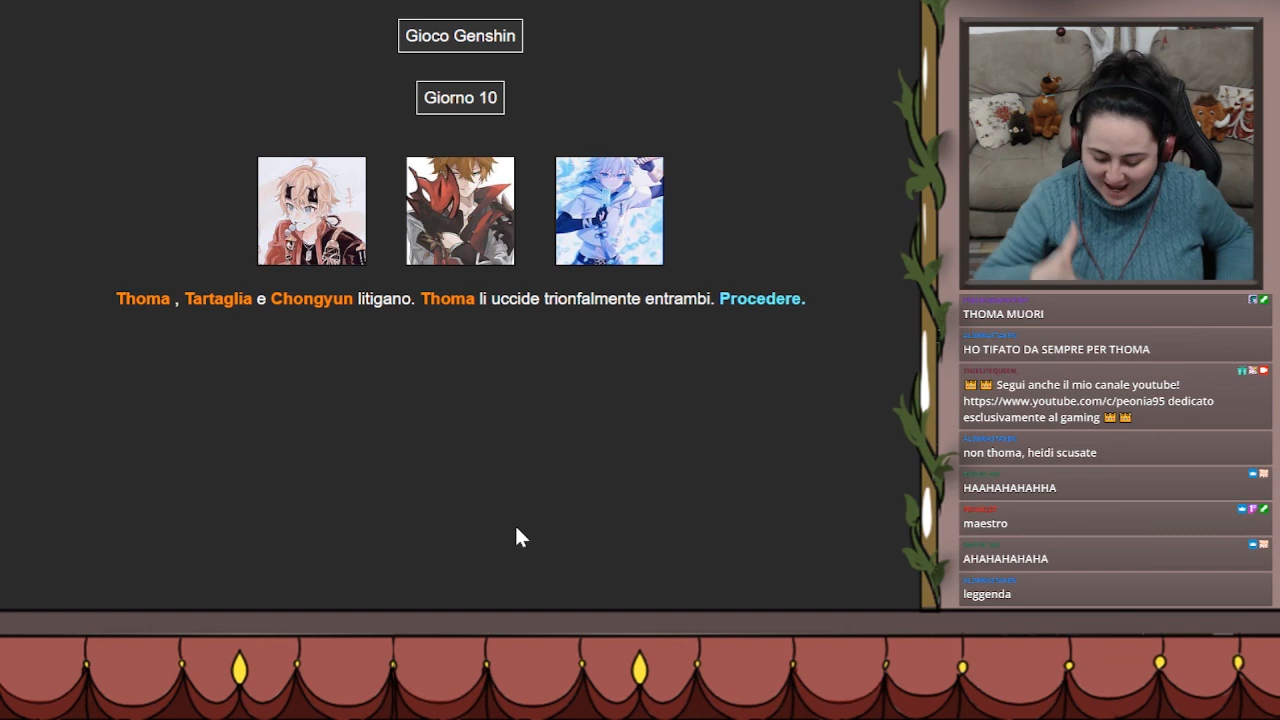 Gioco Genshin
Giorno 10
Thoma , Tartaglia e Chongyun litigano. Thoma li uccide trionfalmente entrambi. Procedere.
THOMA MUORI
HO TIFATO DA SEMPRE PER THOMA
THEELITEQUEEN_
Segui anche il mio canale youtube!
https://www.youtube.com/c/peonia95 dedicato
esclusivamente al gaming
non thoma, heidi scusate
HAAHAHAHAHHA
maestro
AHAHAHAHAHA
leggenda